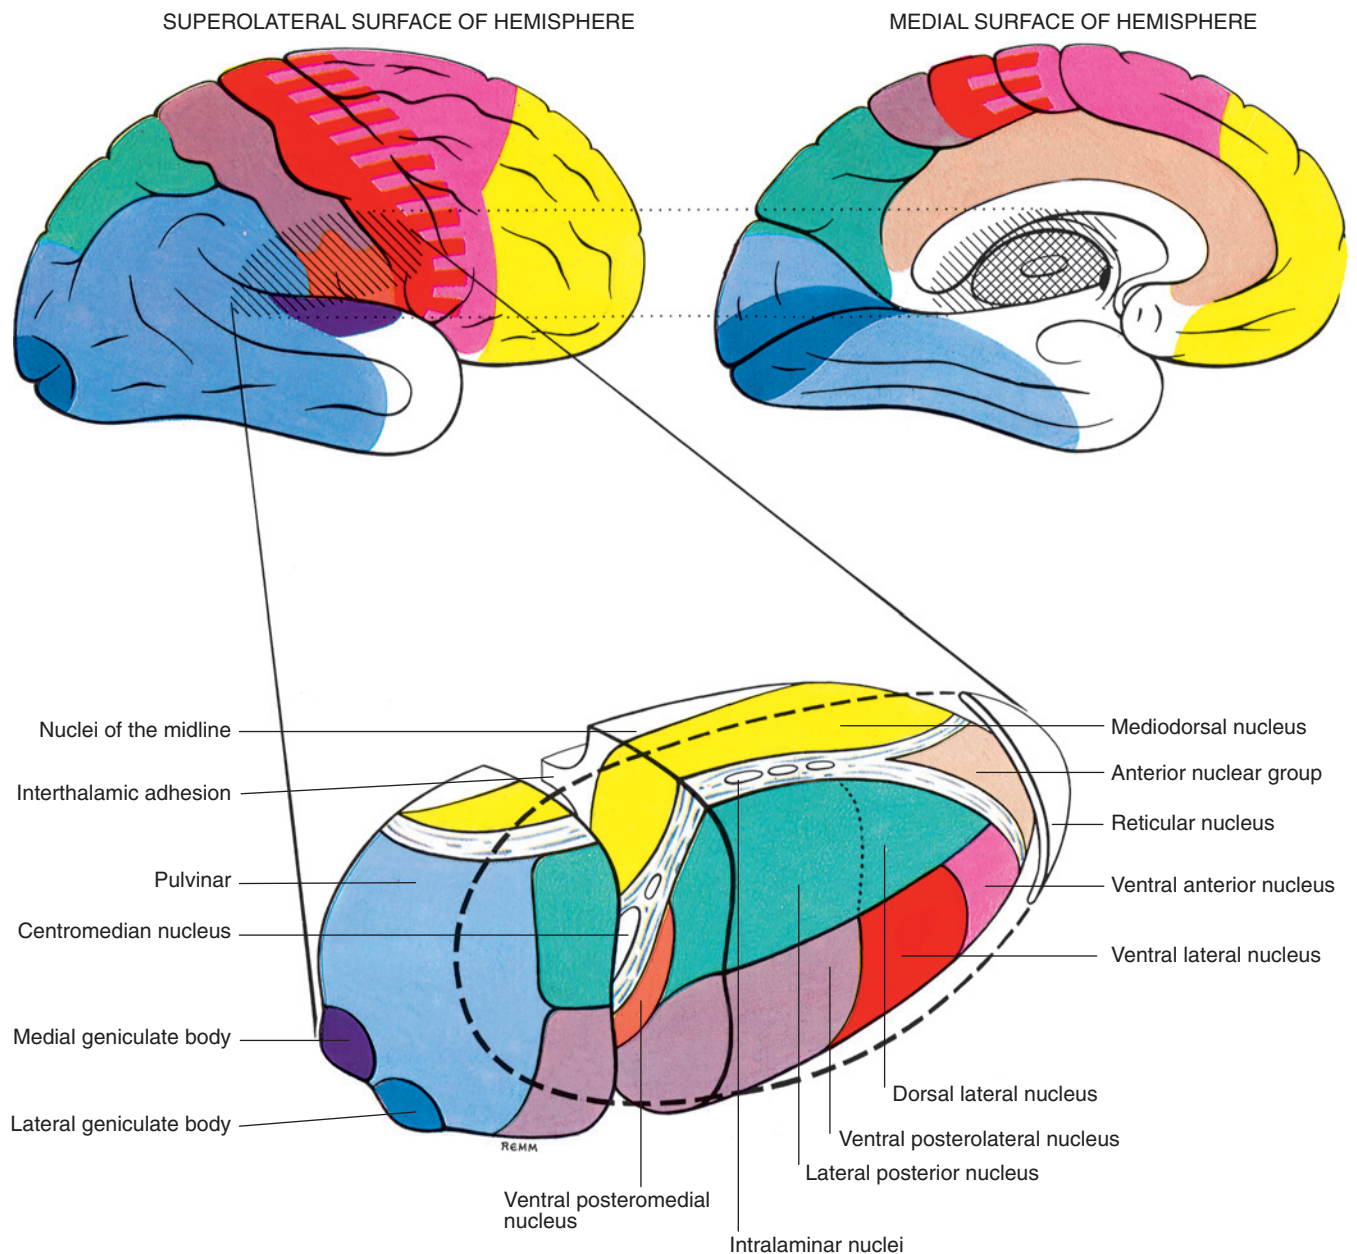 SUPEROLATERAL SURFACE OF HEMISPHERE
MEDIAL SURFACE OF HEMISPHERE
Nuclei of the midline
Interthalamic adhesion
Pulvinar
Centromedian nucleus
Medial geniculate body
Lateral geniculate body
Mediodorsal nucleus
Anterior nuclear group
Reticular nucleus
Ventral anterior nucleus
Ventral lateral nucleus
Dorsal lateral nucleus
Ventral posterolateral nucleus
Lateral posterior nucleus
Ventral posteromedial
nucleus
Intralaminar nuclei
REMM